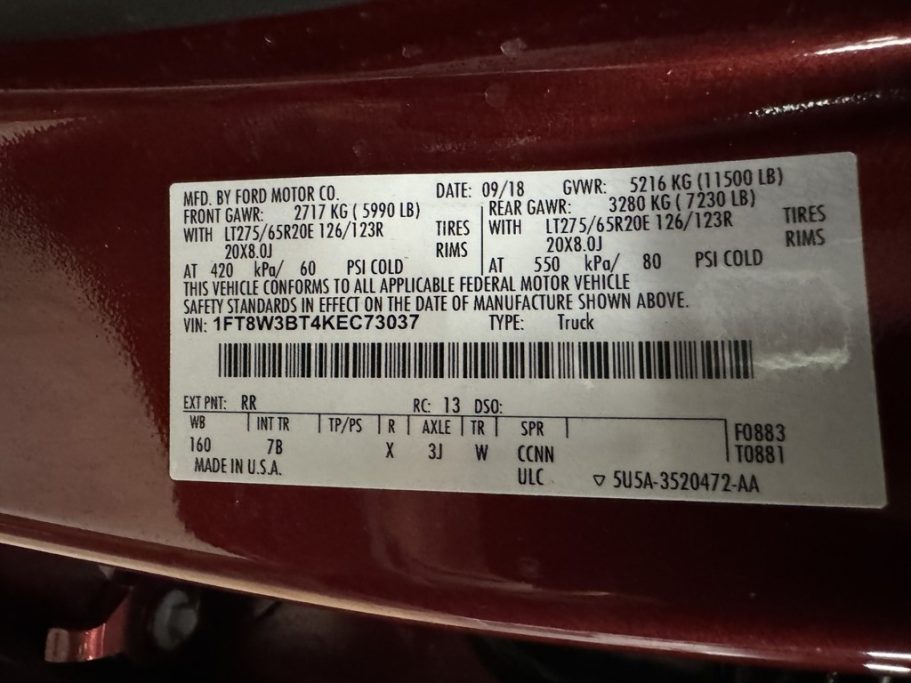 MFD. BY FORD MOTOR CO. DATE: 09/18 GVWR: 5216 KG (11500 LB)
FRONT GAWR: 2717 KG ( 5990 LB) REAR GAWR: 3280 KG ( 7230 LB)
WITH LT275/65R20E 126/123R TIRES WITH LT275/65R20E 126/123R TIRES
20X8.0J RIMS 20X8.0J RIMS
AT 420 kPa/ 60 PSI COLD AT 550 kPa/ 80 PSI COLD
THIS VEHICLE CONFORMS TO ALL APPLICABLE FEDERAL MOTOR VEHICLE
SAFETY STANDARDS IN EFFECT ON THE DATE OF MANUFACTURE SHOWN ABOVE.
VIN: 1FT8W3BT4KEC73037 TYPE: Truck
EXT PNT: RR RC: 13 DSO:
WB INT TR TP/PS R AXLE TR SPR F0883
160 7B X 3J W CCNN T0881
MADE IN U.S.A. ULC ▽ 5U5A-3520472-AA